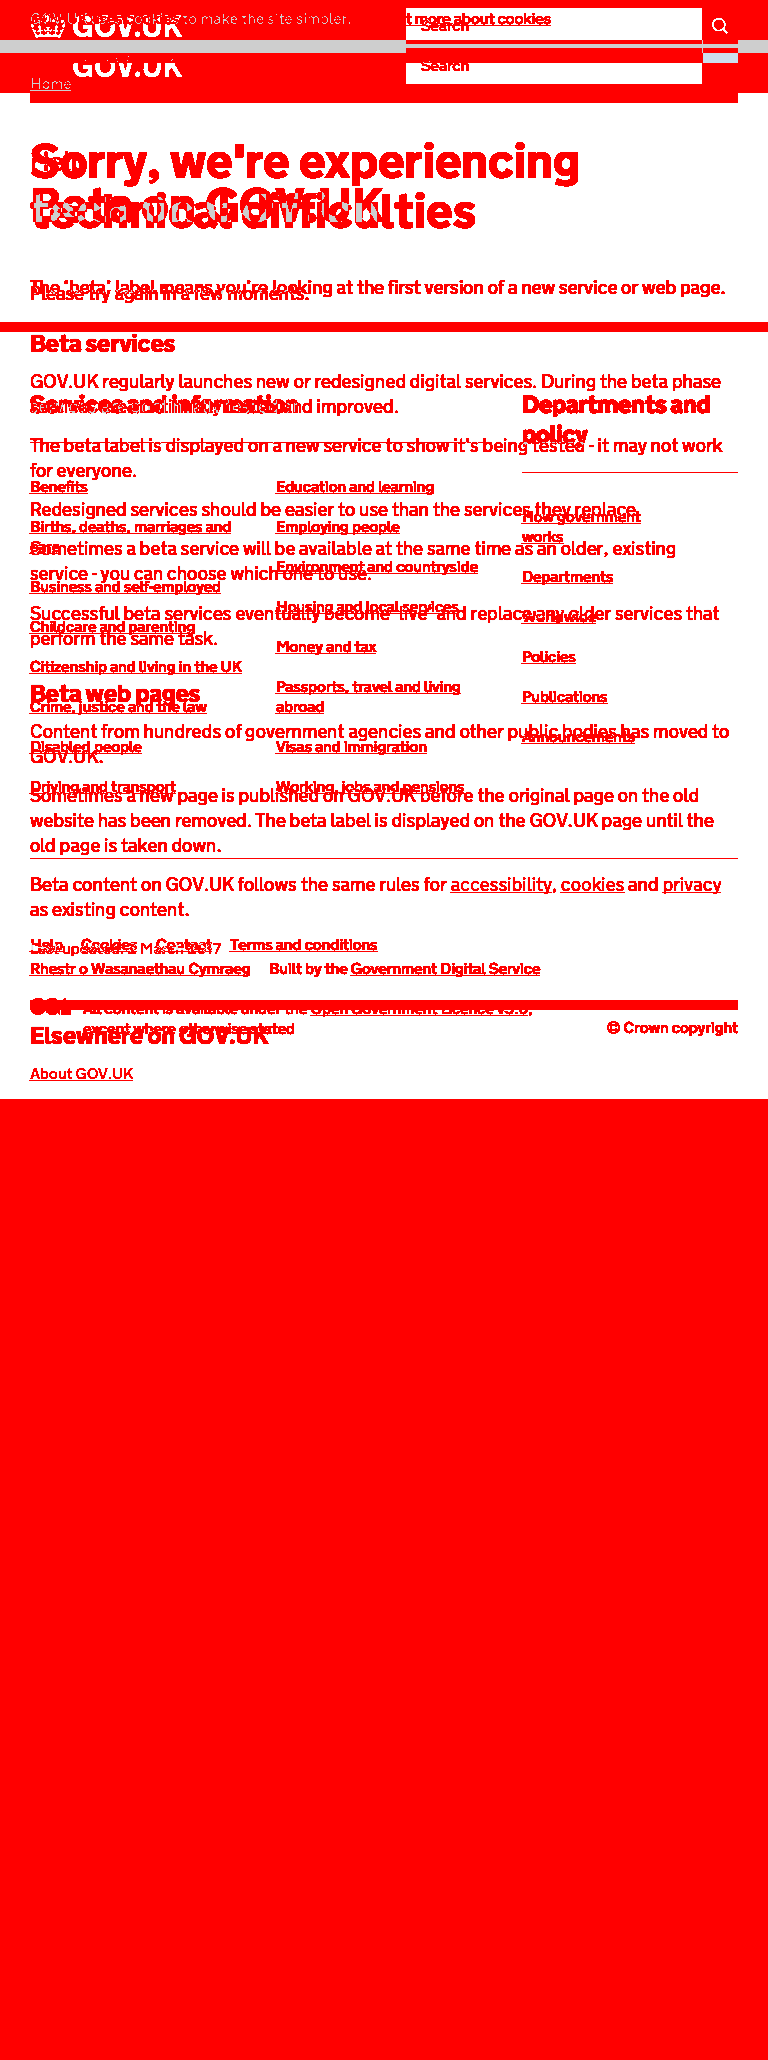 GOV.UK uses cookies to make the site simpler. more about cookies
GOV.UK
Search
GOV.UK
Search
Home
Sorry, we're experiencing
technical difficulties
Beta on GOV.UK
The 'beta' label means you're looking at the first version of a new service or web page.
Please try again in a few moments.
Beta services
GOV.UK regularly launches new or redesigned digital services. During the beta phase
and improved.
Services and information
Departments and
policy
The beta label is displayed on a new service to show it's being tested - it may not work
for everyone.
Benefits
Education and learning
Redesigned services should be easier to use than the services they replace.
How government
works
Births, deaths, marriages and
care
Employing people
Sometimes a beta service will be available at the same time as an older, existing
service - you can choose which one to use.
Environment and countryside
Departments
Business and self-employed
Housing and local services
Successful beta services eventually become 'live' and replace any older services that
perform the same task.
Worldwide
Childcare and parenting
Money and tax
Policies
Citizenship and living in the UK
Passports, travel and living
abroad
Beta web pages
Publications
Crime, justice and the law
Content from hundreds of government agencies and other public bodies has moved to
GOV.UK.
Announcements
Disabled people
Visas and immigration
Driving and transport
Working, jobs and pensions
Sometimes a new page is published on GOV.UK before the original page on the old
website has been removed. The beta label is displayed on the GOV.UK page until the
old page is taken down.
Beta content on GOV.UK follows the same rules for accessibility, cookies and privacy
as existing content.
Help Cookies Contact Terms and conditions
Rhestr o Wasanaethau Cymraeg Built by the Government Digital Service
All content is available under the Open Government Licence v3.0,
except where otherwise stated
© Crown copyright
Elsewhere on GOV.UK
About GOV.UK